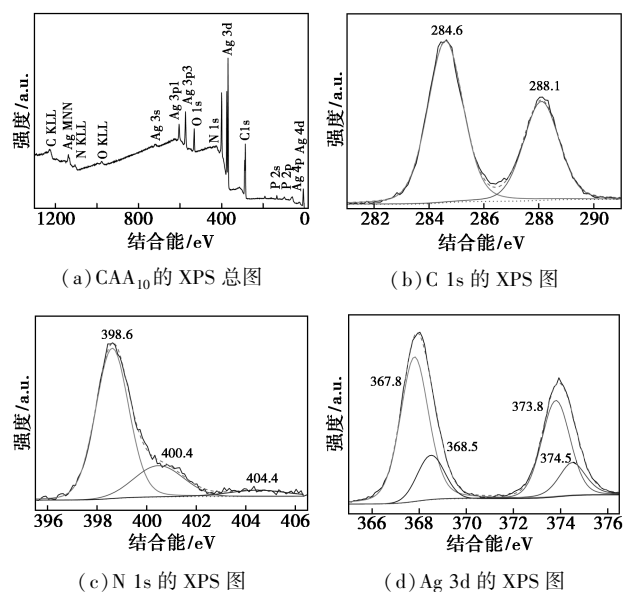 强度/a.u.
C KLL
Ag MNN
N KLL
O KLL
Ag 3s
Ag 3p1
Ag 3p3
O 1s
N 1s
Ag 3d
C1s
P 2s
P 2p
Ag 4p
Ag 4d
1200 800 400 0
结合能/eV
(a)CAA10的 XPS 总图
强度/a.u.
284.6
288.1
282 284 286 288 290
结合能/eV
(b)C 1s 的 XPS 图
强度/a.u.
398.6
400.4
404.4
396 398 400 402 404 406
结合能/eV
(c)N 1s 的 XPS 图
强度/a.u.
367.8
368.5
373.8
374.5
366 368 370 372 374 376
结合能/eV
(d)Ag 3d 的 XPS 图